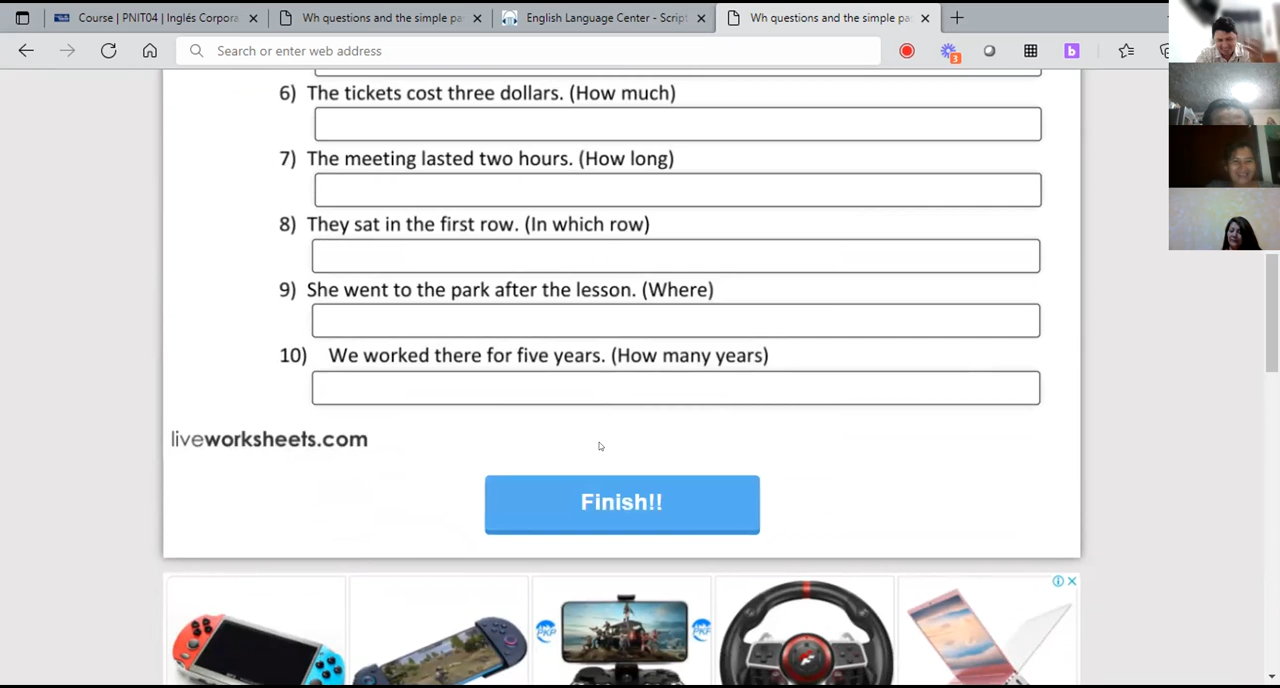 Course | PNIT04 | Inglés Corpora
Wh questions and the simple pa
English Language Center - Script
Wh questions and the simple pa
Search or enter web address
3
b
6) The tickets cost three dollars. (How much)
7) The meeting lasted two hours. (How long)
8) They sat in the first row. (In which row)
9) She went to the park after the lesson. (Where)
10) We worked there for five years. (How many years)
liveworksheets.com
Finish!!
PKP